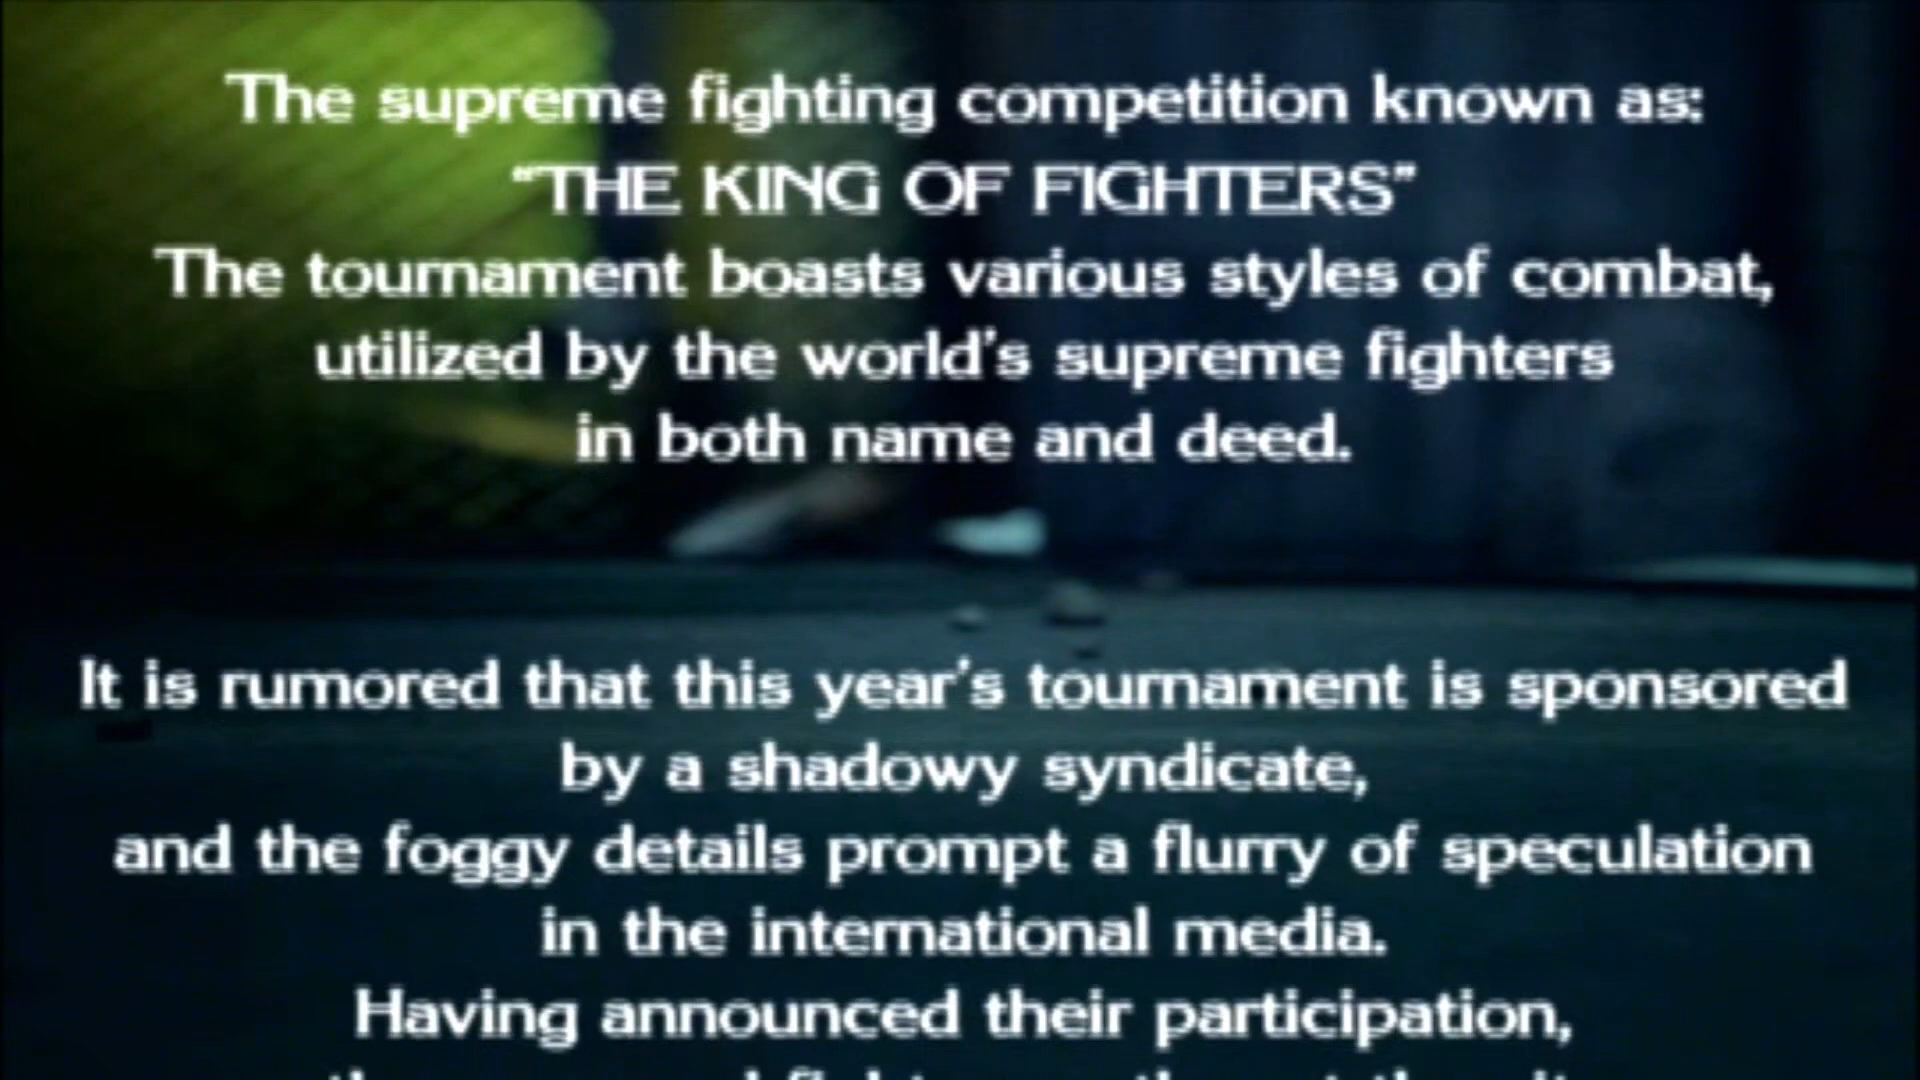 The supreme fighting competition known as:
“THE KING OF FIGHTERS”
The tournament boasts various styles of combat,
utilized by the world’s supreme fighters
in both name and deed.
It is rumored that this year’s tournament is sponsored
by a shadowy syndicate,
and the foggy details prompt a flurry of speculation
in the international media.
Having announced their participation,